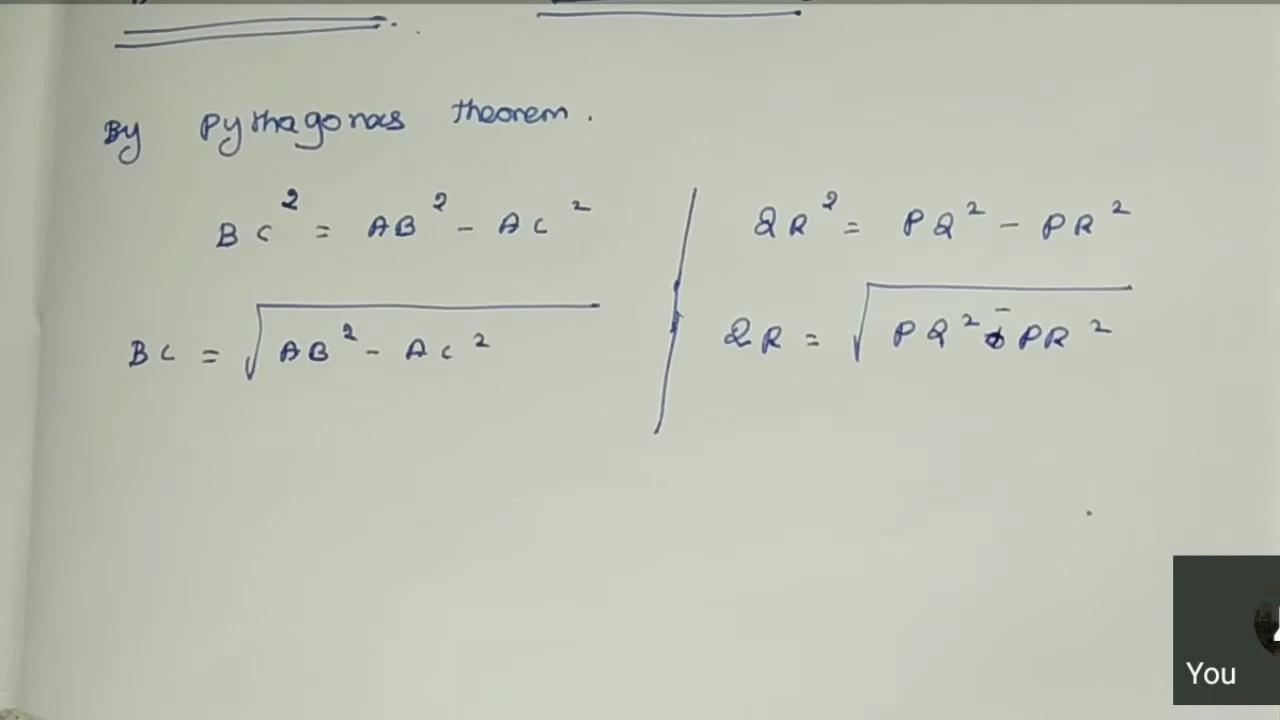 By Pythagoras theorem.
BC² = AB² - AC²
BC = √AB² - AC²
QR² = PQ² - PR²
QR = √PQ² - PR²
You